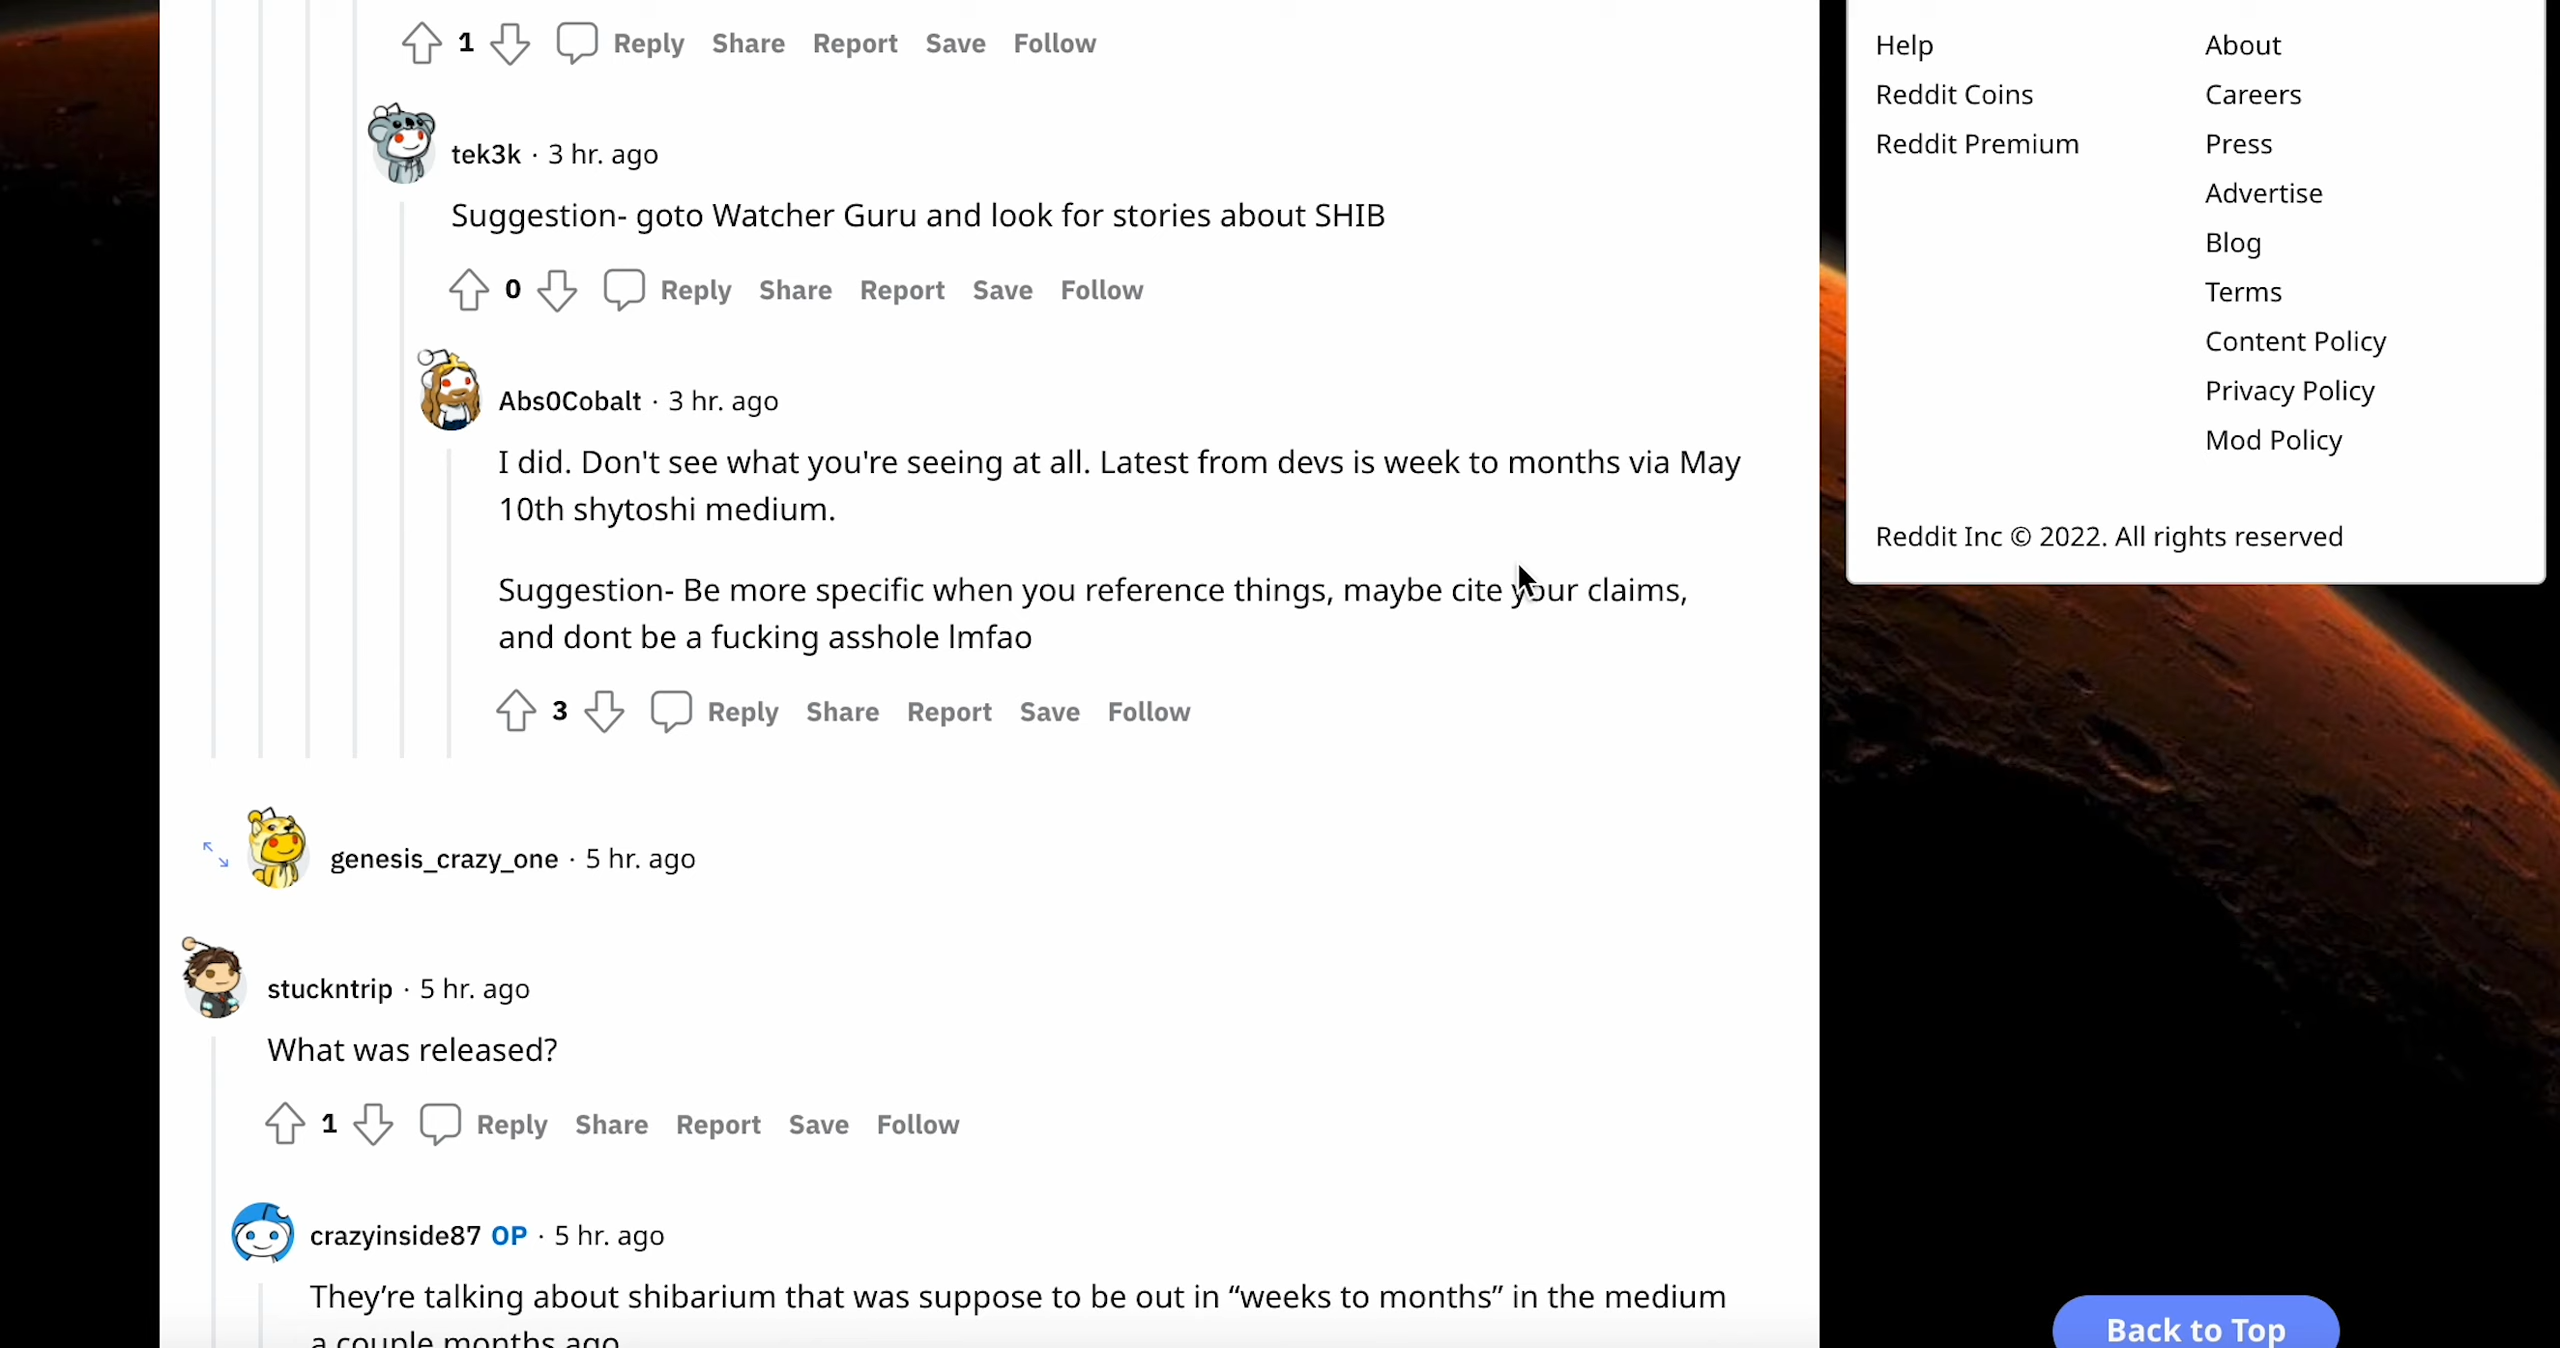 1 Reply Share Report Save Follow
tek3k · 3 hr. ago
Suggestion- goto Watcher Guru and look for stories about SHIB
0 Reply Share Report Save Follow
Abs0Cobalt · 3 hr. ago
I did. Don't see what you're seeing at all. Latest from devs is week to months via May
10th shytoshi medium.
Suggestion- Be more specific when you reference things, maybe cite your claims,
and dont be a fucking asshole lmfao
3 Reply Share Report Save Follow
genesis_crazy_one · 5 hr. ago
stuckntrip · 5 hr. ago
What was released?
1 Reply Share Report Save Follow
crazyinside87 OP · 5 hr. ago
They’re talking about shibarium that was suppose to be out in “weeks to months” in the medium
a couple months ago
Help
Reddit Coins
Reddit Premium
About
Careers
Press
Advertise
Blog
Terms
Content Policy
Privacy Policy
Mod Policy
Reddit Inc © 2022. All rights reserved
Back to Top